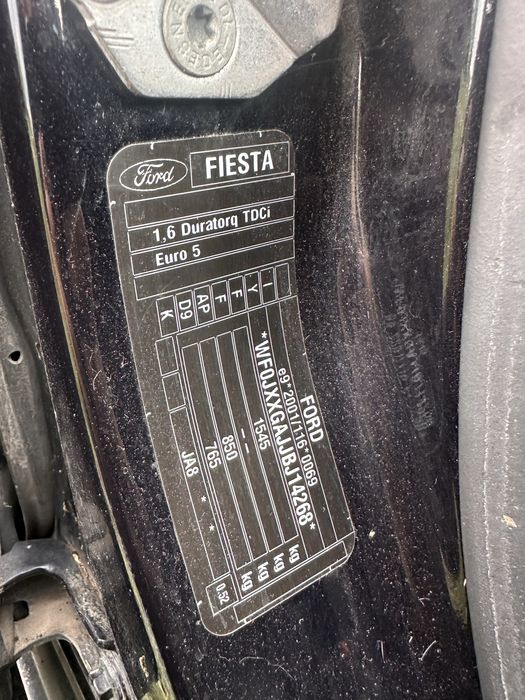 Ford
FIESTA
1,6 Duratorq TDCi
Euro 5
FORD
e9*2001/116*0069
*WF0JXXGAJJBJ14268*
1545 kg
-- kg
850 kg
765 kg
I Y F F AP D9 K
JA8 * *
0.52